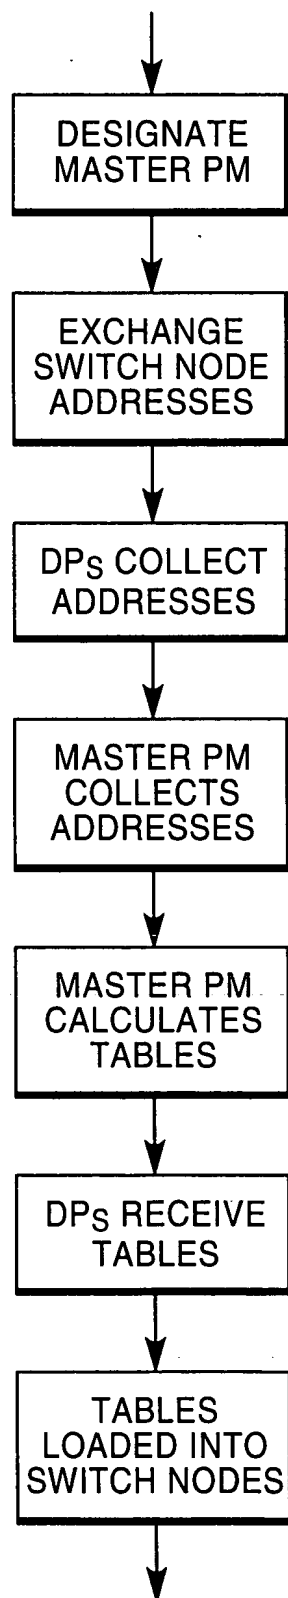 DESIGNATE
MASTER PM
EXCHANGE
SWITCH NODE
ADDRESSES
DPS COLLECT
ADDRESSES
MASTER PM
COLLECTS
ADDRESSES
MASTER PM
CALCULATES
TABLES
DPS RECEIVE
TABLES
TABLES
LOADED INTO
SWITCH NODES